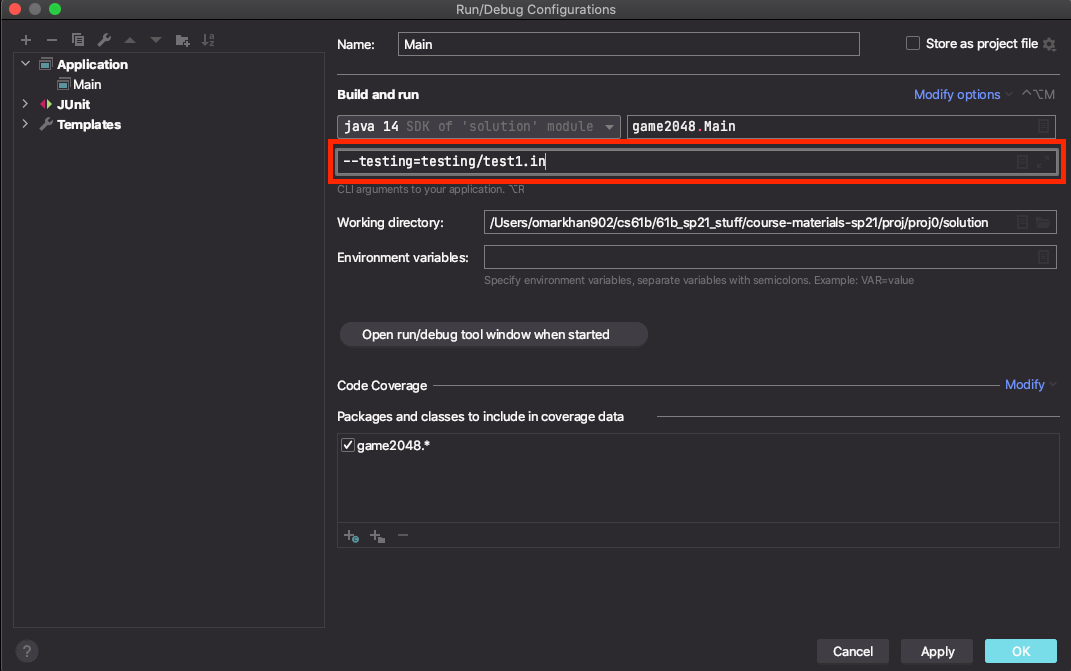 Run/Debug Configurations
Name: Main Store as project file
Application
Main
JUnit
Templates
Build and run Modify options ⌃⌥M
java 14 SDK of 'solution' module game2048.Main
--testing=testing/test1.in
CLI arguments to your application. ⌥R
Working directory: /Users/omarkhan902/cs61b/61b_sp21_stuff/course-materials-sp21/proj/proj0/solution
Environment variables:
Specify environment variables, separate variables with semicolons. Example: VAR=value
Open run/debug tool window when started
Code Coverage Modify
Packages and classes to include in coverage data
game2048.*
? Cancel Apply OK